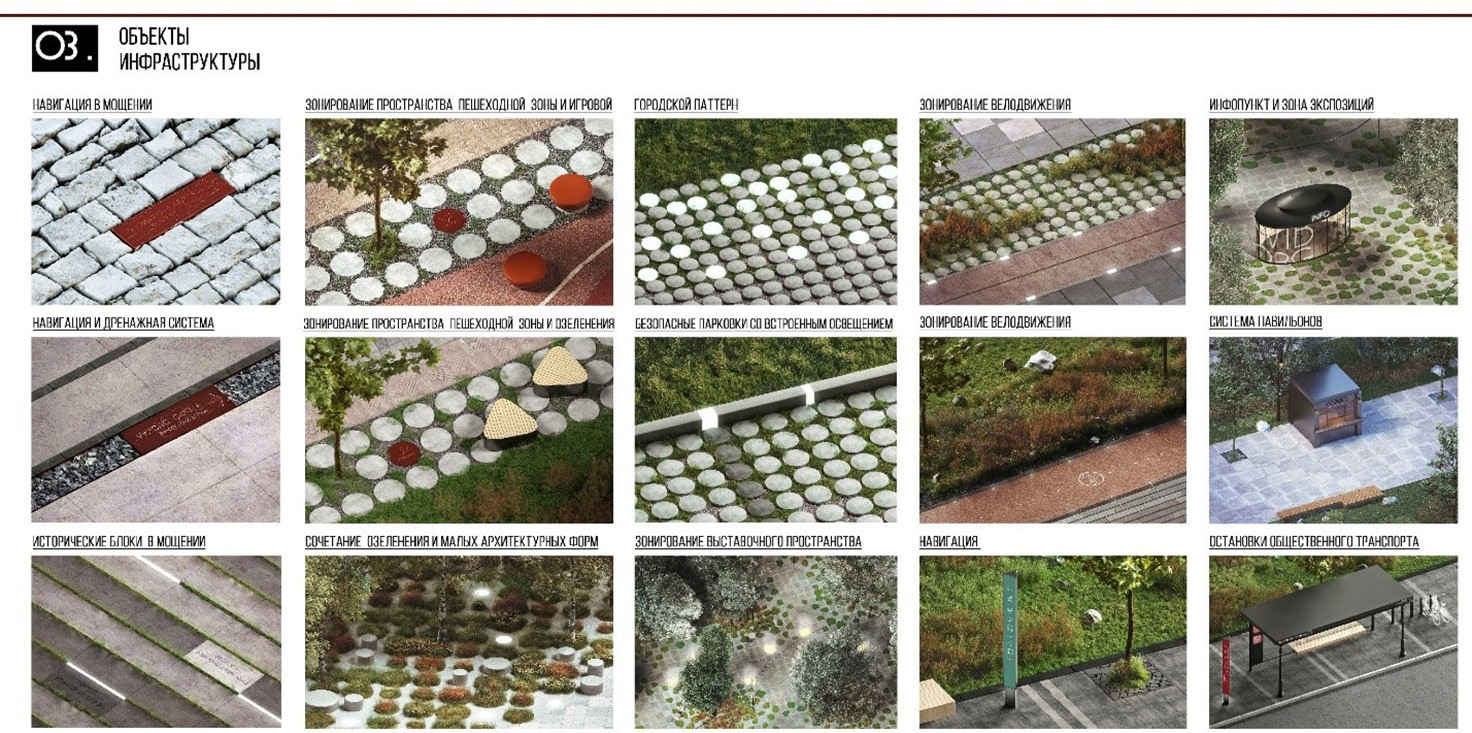 03.
ОБЪЕКТЫ
ИНФРАСТРУКТУРЫ
НАВИГАЦИЯ В МОЩЕНИИ
ЗОНИРОВАНИЕ ПРОСТРАНСТВА ПЕШЕХОДНОЙ ЗОНЫ И ИГРОВОЙ
ГОРОДСКОЙ ПАТТЕРН
ЗОНИРОВАНИЕ ВЕЛОДВИЖЕНИЯ
ИНФОПУНКТ И ЗОНА ЭКСПОЗИЦИЙ
INFO
НАВИГАЦИЯ И ДРЕНАЖНАЯ СИСТЕМА
ЗОНИРОВАНИЕ ПРОСТРАНСТВА ПЕШЕХОДНОЙ ЗОНЫ И ОЗЕЛЕНЕНИЯ
БЕЗОПАСНЫЕ ПАРКОВКИ СО ВСТРОЕННЫМ ОСВЕЩЕНИЕМ
ЗОНИРОВАНИЕ ВЕЛОДВИЖЕНИЯ
СИСТЕМА ПАВИЛЬОНОВ
ИСТОРИЧЕСКИЕ БЛОКИ В МОЩЕНИИ
СОЧЕТАНИЕ ОЗЕЛЕНЕНИЯ И МАЛЫХ АРХИТЕКТУРНЫХ ФОРМ
ЗОНИРОВАНИЕ ВЫСТАВОЧНОГО ПРОСТРАНСТВА
НАВИГАЦИЯ
ОСТАНОВКИ ОБЩЕСТВЕННОГО ТРАНСПОРТА